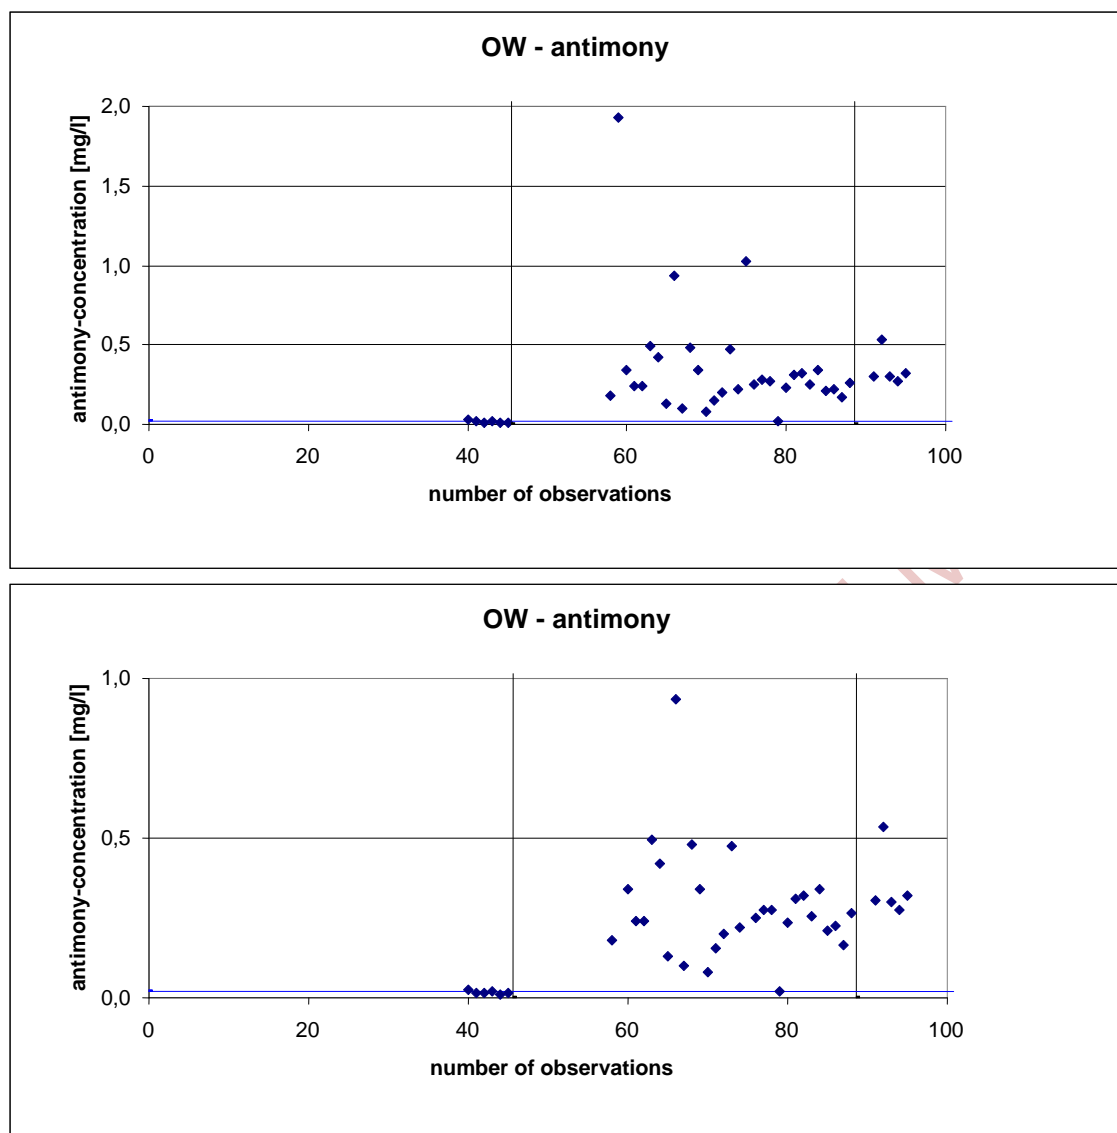 OW - antimony
antimony-concentration [mg/l]
2,0
1,5
1,0
0,5
0,0
0 20 40 60 80 100
number of observations
OW - antimony
antimony-concentration [mg/l]
1,0
0,5
0,0
0 20 40 60 80 100
number of observations